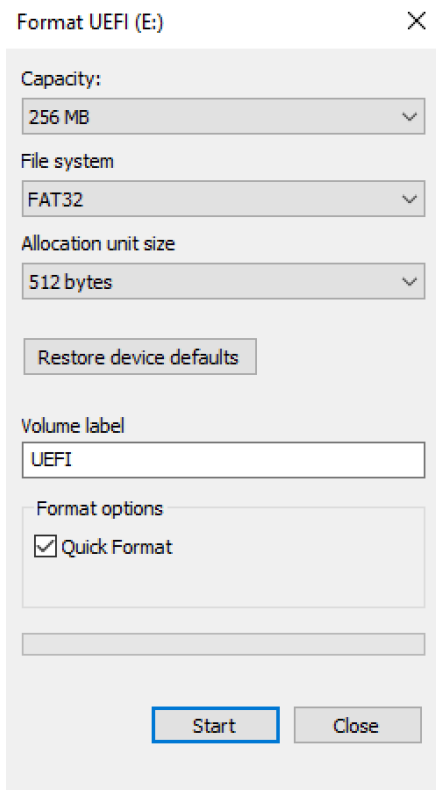 Format UEFI (E:)
Capacity:
256 MB
File system
FAT32
Allocation unit size
512 bytes
Restore device defaults
Volume label
UEFI
Format options
Quick Format
Start Close